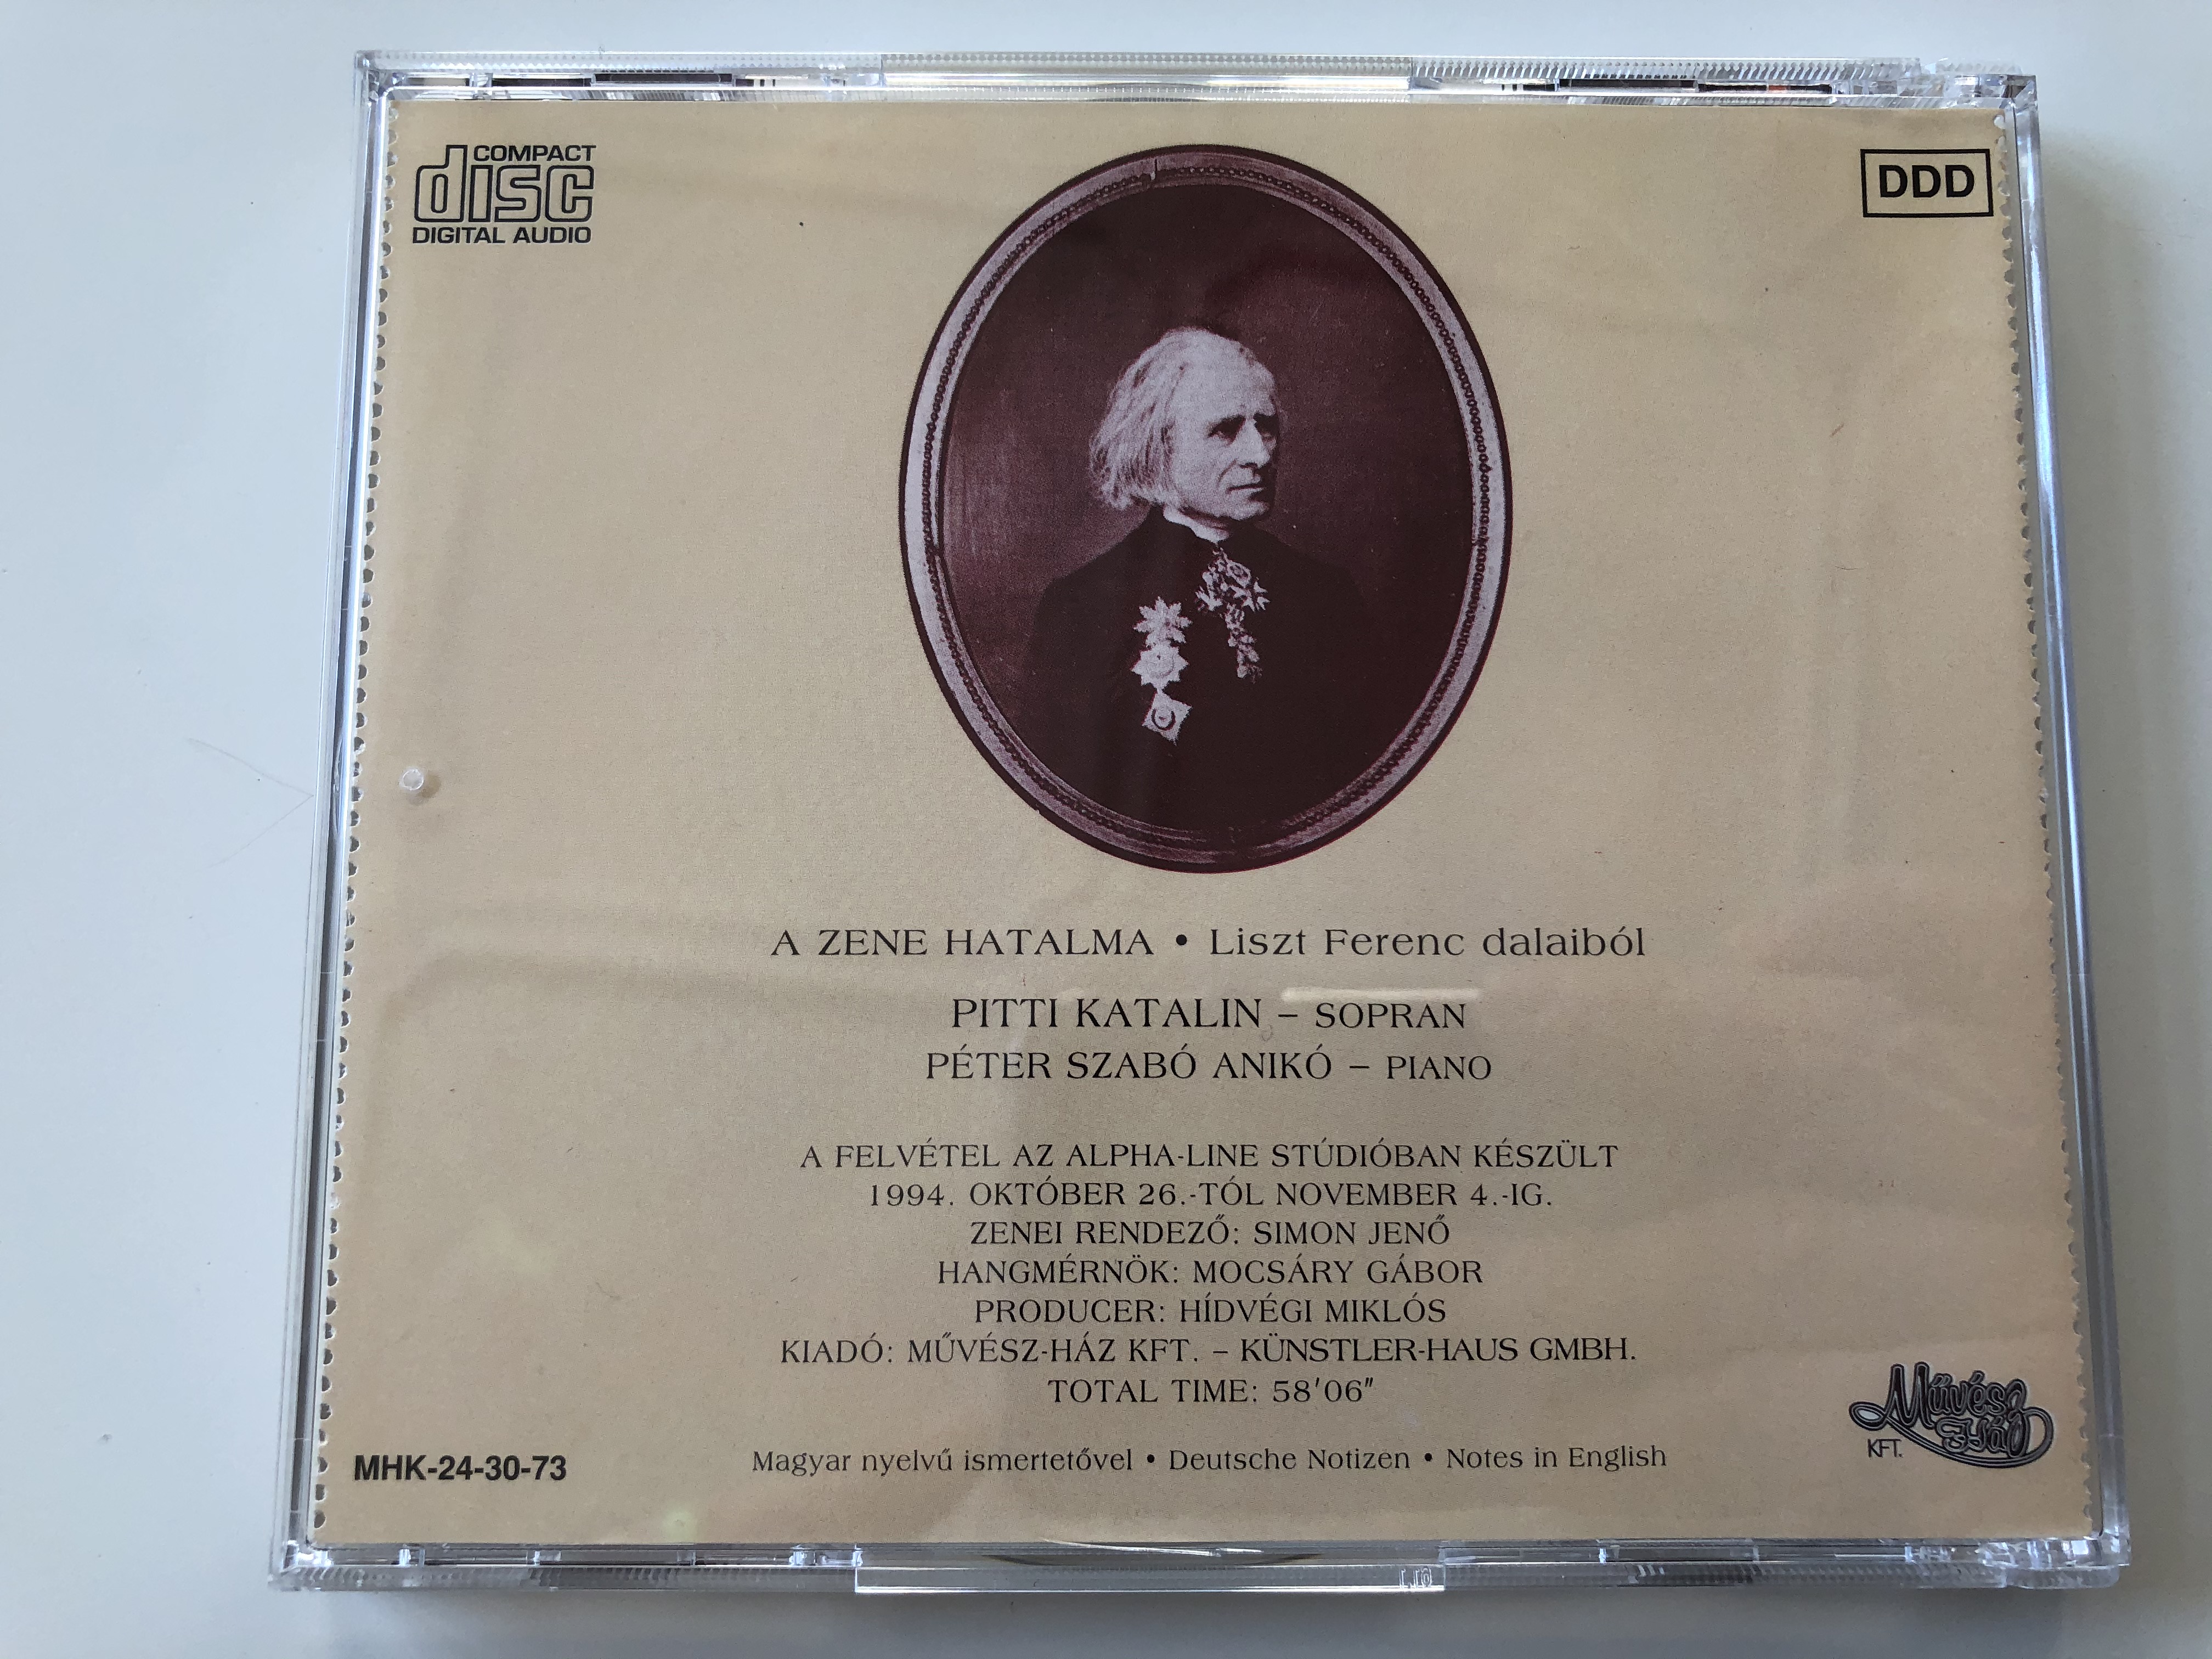 COMPACT
disc
DIGITAL AUDIO
DDD
A ZENE HATALMA • Liszt Ferenc dalaiból
PITTI KATALIN – SOPRAN
PÉTER SZABÓ ANIKÓ – PIANO
A FELVÉTEL AZ ALPHA-LINE STÚDIÓBAN KÉSZÜLT
1994. OKTÓBER 26.-TÓL NOVEMBER 4.-IG.
ZENEI RENDEZŐ: SIMON JENŐ
HANGMÉRNÖK: MOCSÁRY GÁBOR
PRODUCER: HÍDVÉGI MIKLÓS
KIADÓ: MŰVÉSZ-HÁZ KFT. – KÜNSTLER-HAUS GMBH.
TOTAL TIME: 58'06"
Művész
Ház
KFT.
MHK-24-30-73
Magyar nyelvű ismertetővel • Deutsche Notizen • Notes in English